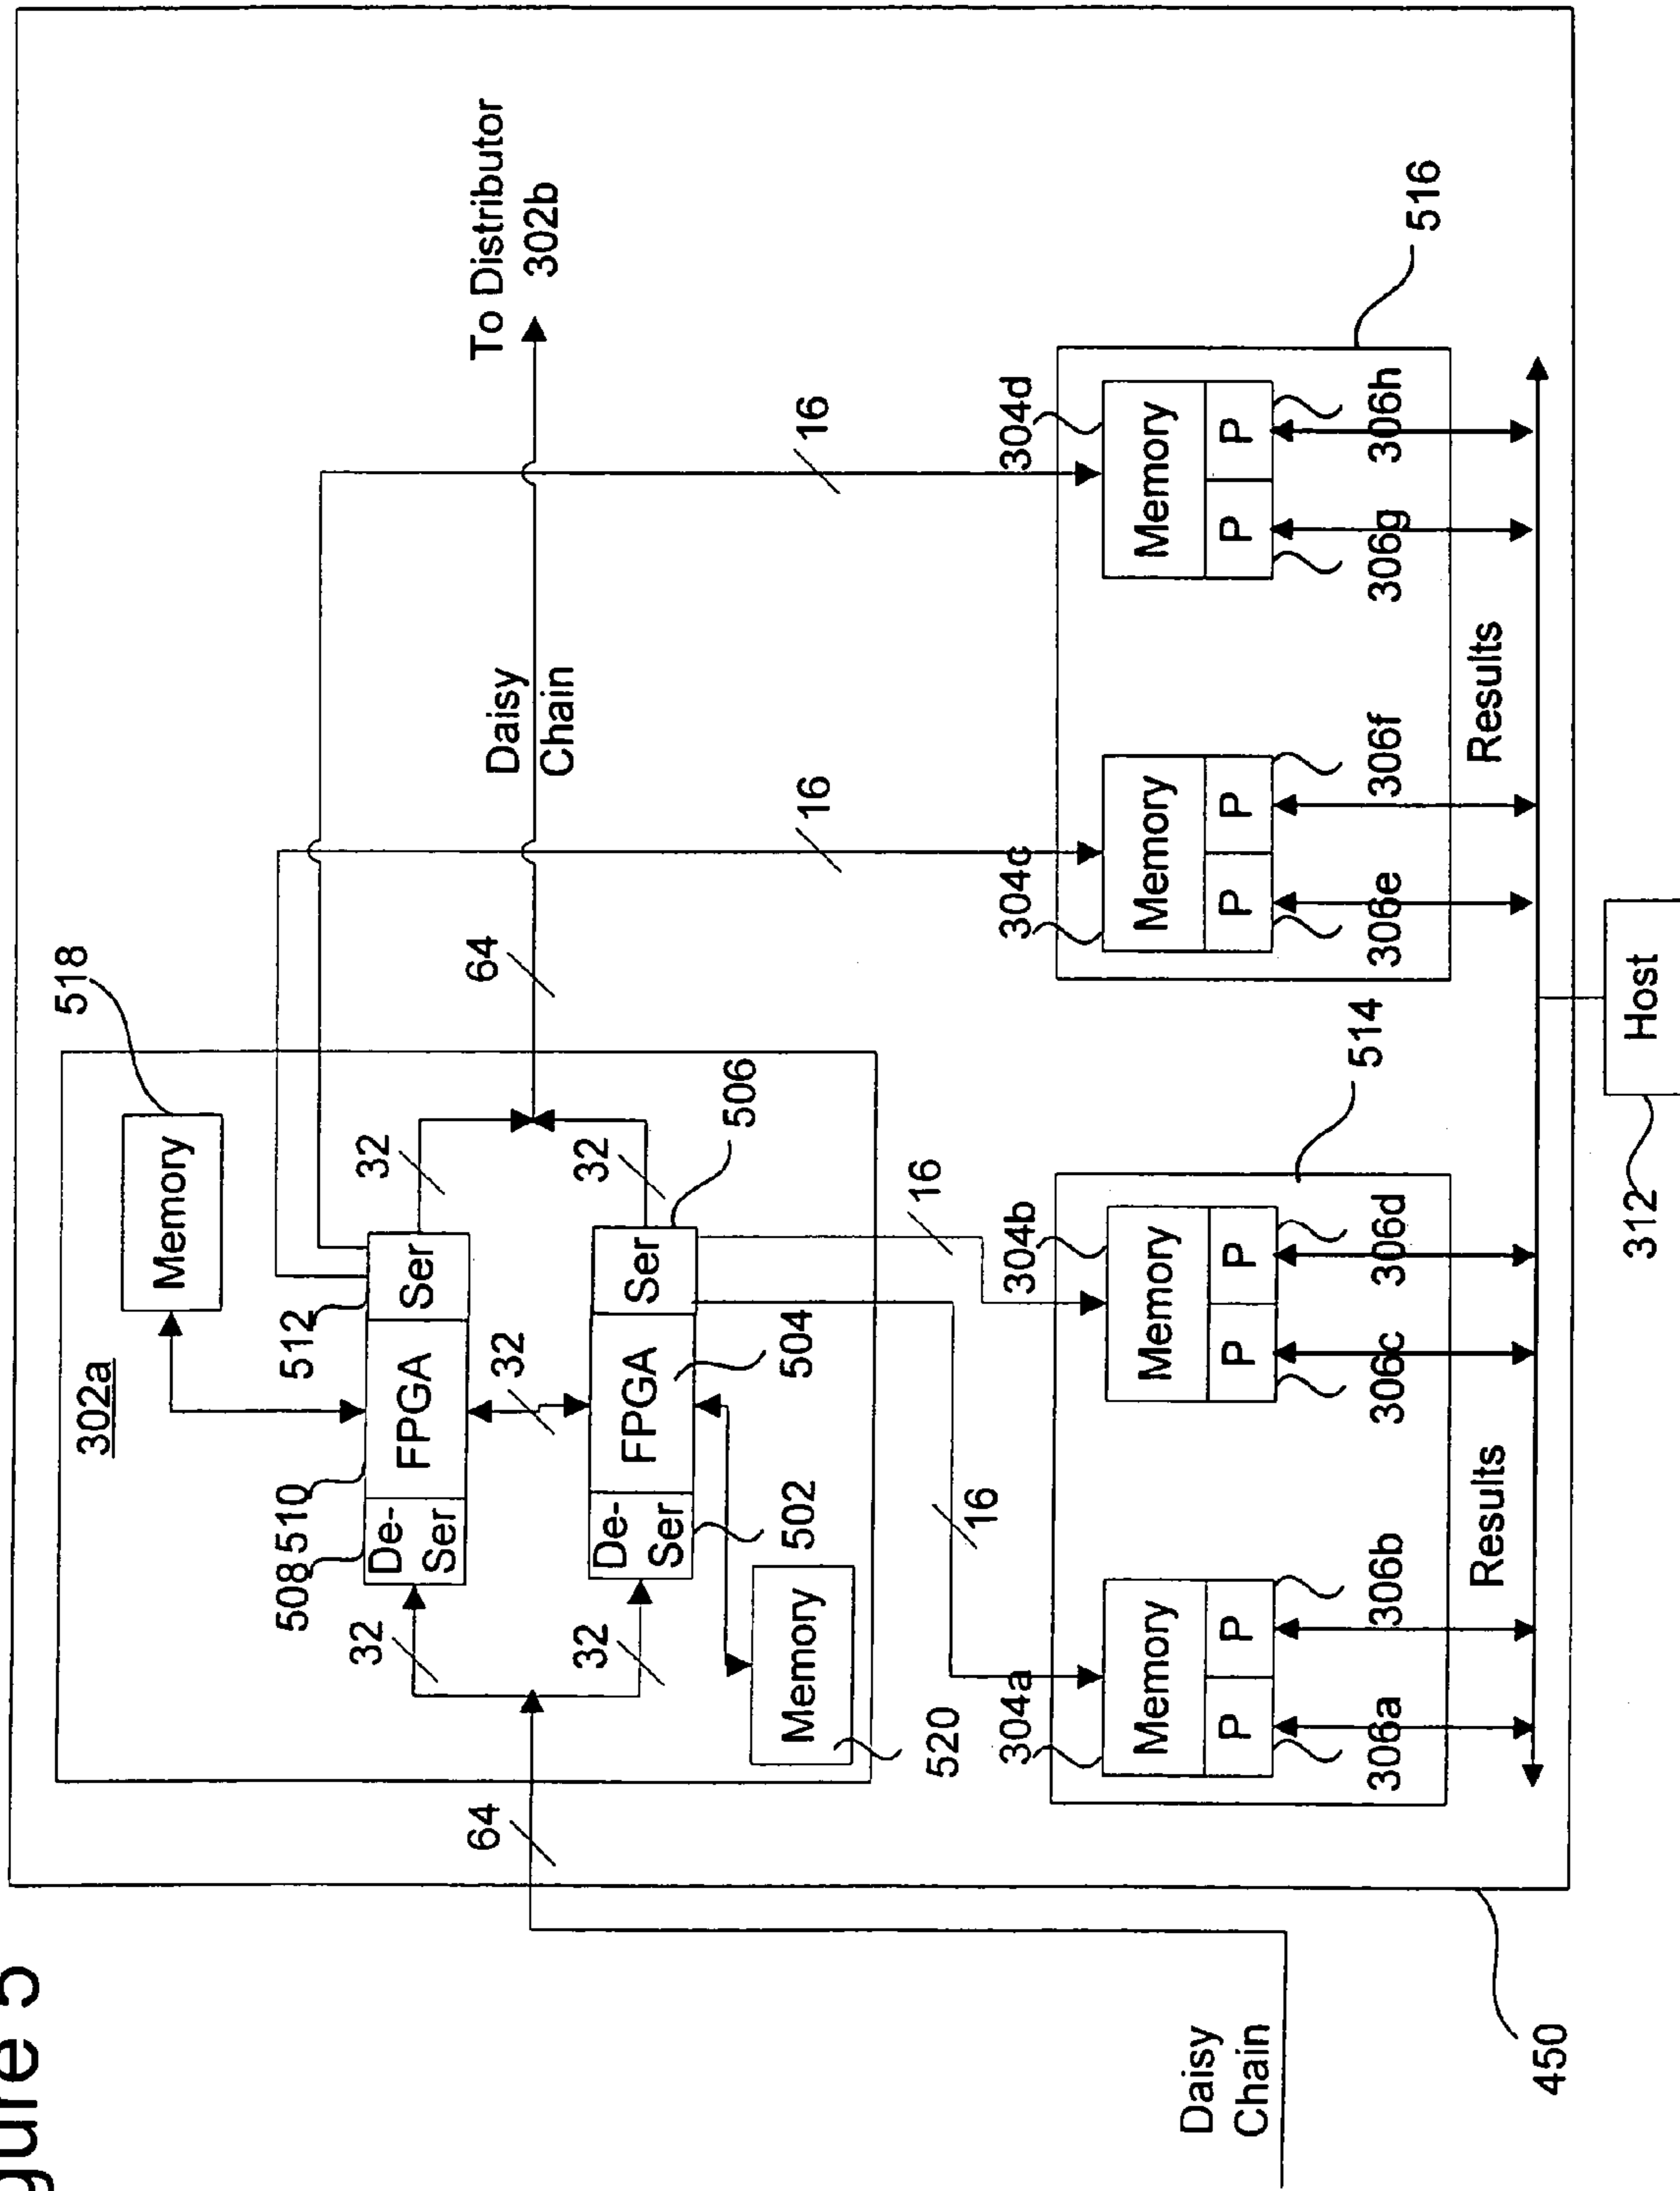 gure 5
518
Memory
302a
512
Ser
510
FPGA
508
De-
Ser
32
32
32
32
32
506
Ser
504
FPGA
502
De-
Ser
Memory
520
64
64
Daisy
Chain
To Distributor
302b
16
16
16
16
304a
Memory
P
P
306a
306b
304b
Memory
P
P
306c
306d
514
304c
Memory
P
P
306e
306f
304d
Memory
P
P
306g
306h
516
Results
Results
Daisy
Chain
450
312
Host